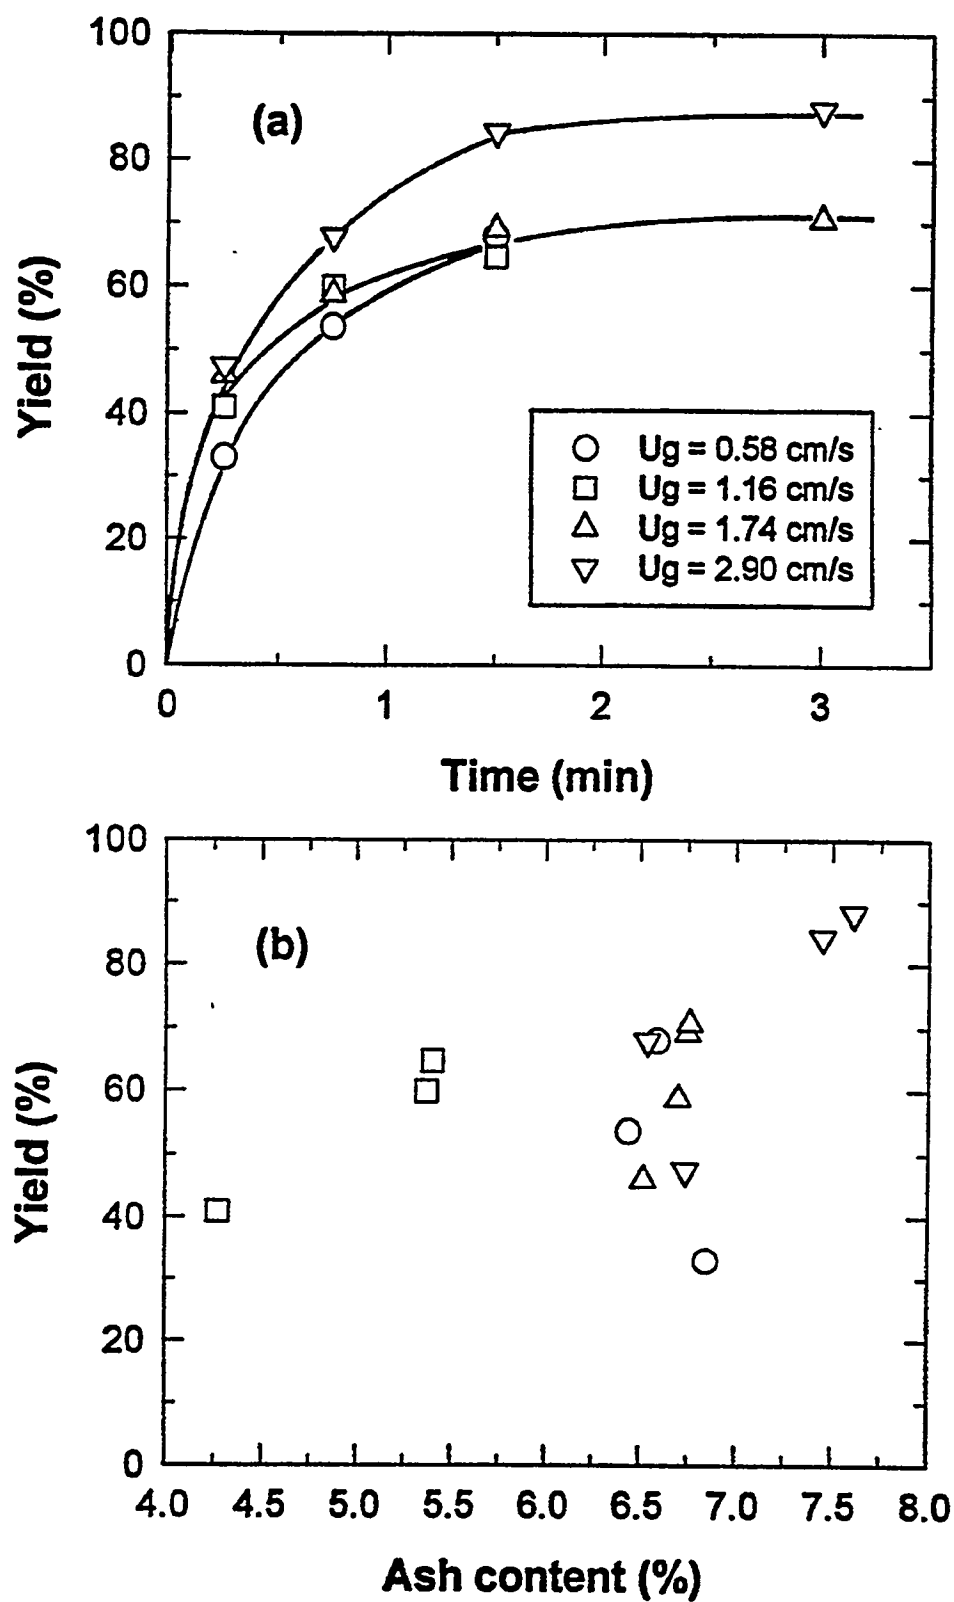 100
80
60
40
20
0
Yield (%)
(a)
Ug = 0.58 cm/s
Ug = 1.16 cm/s
Ug = 1.74 cm/s
Ug = 2.90 cm/s
0 1 2 3
Time (min)
100
80
60
40
20
0
Yield (%)
(b)
4.0 4.5 5.0 5.5 6.0 6.5 7.0 7.5 8.0
Ash content (%)